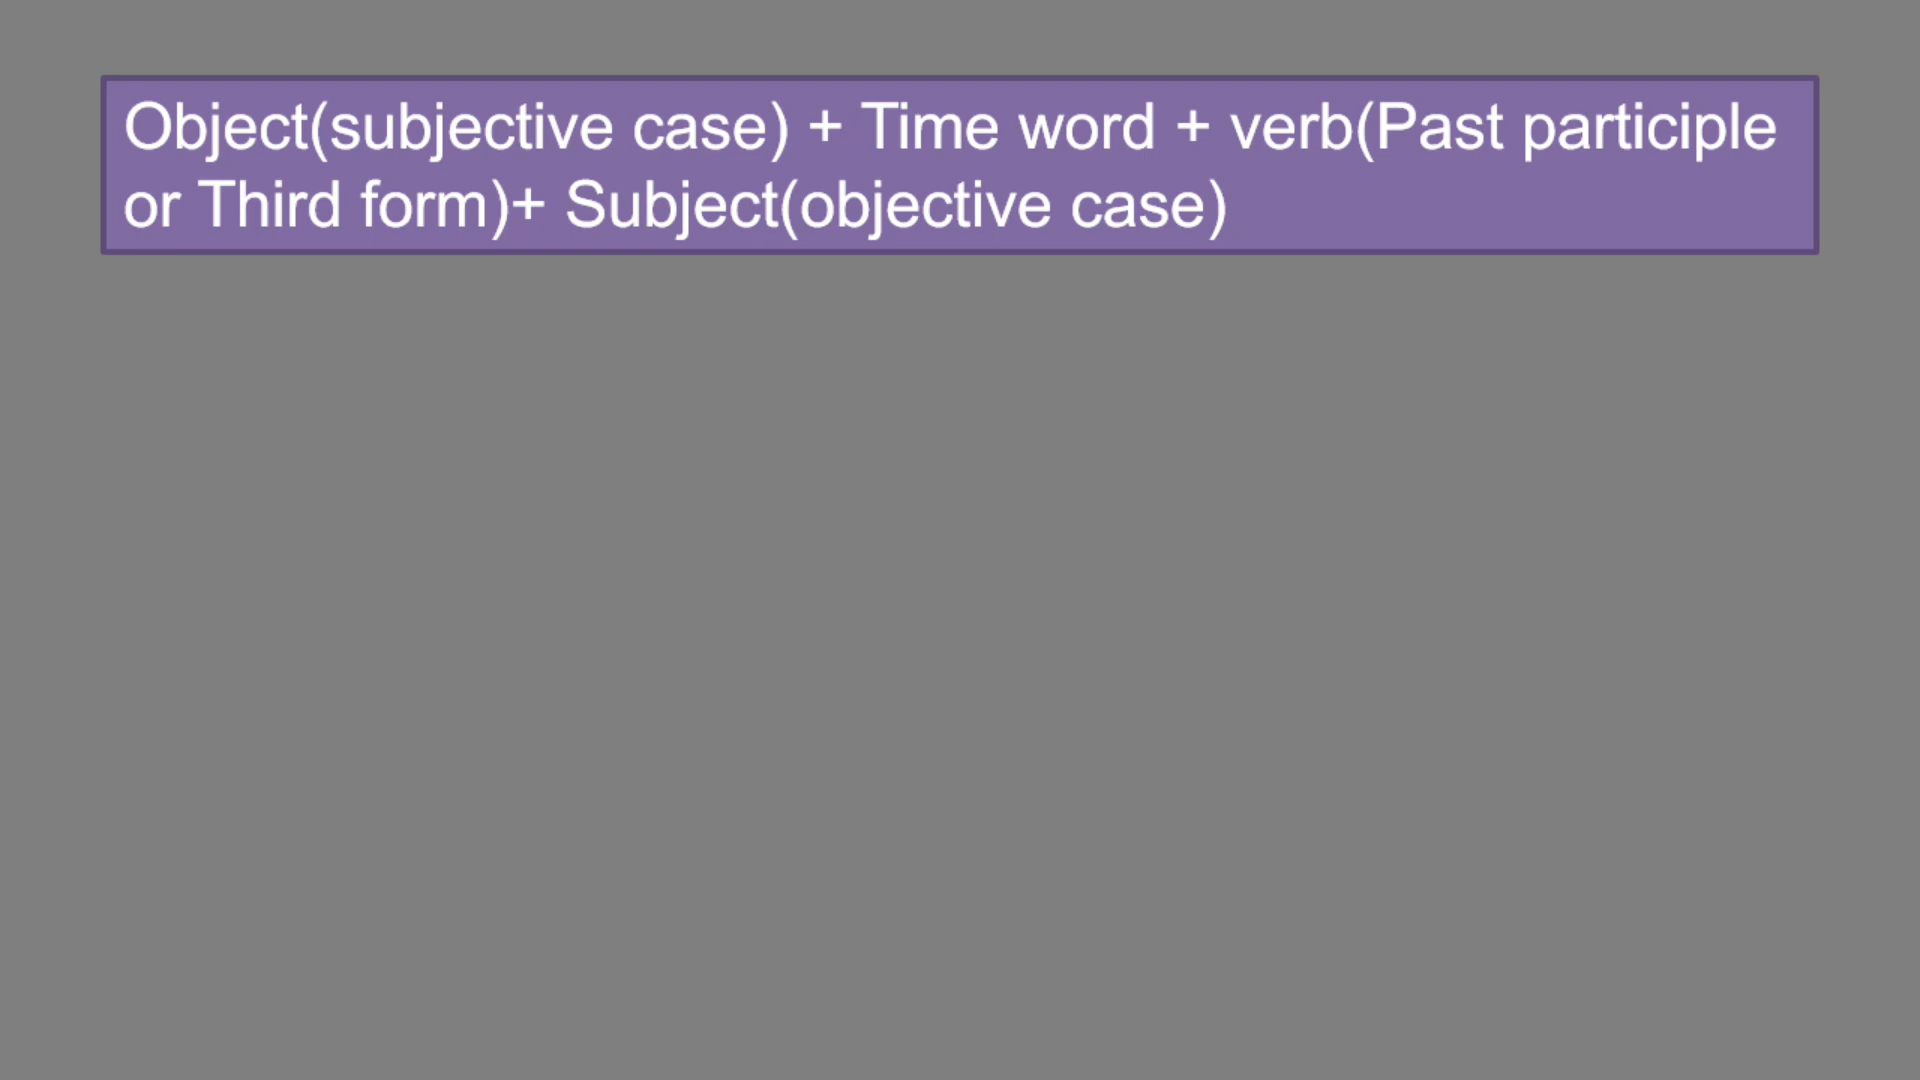 Object(subjective case) + Time word + verb(Past participle
or Third form)+ Subject(objective case)